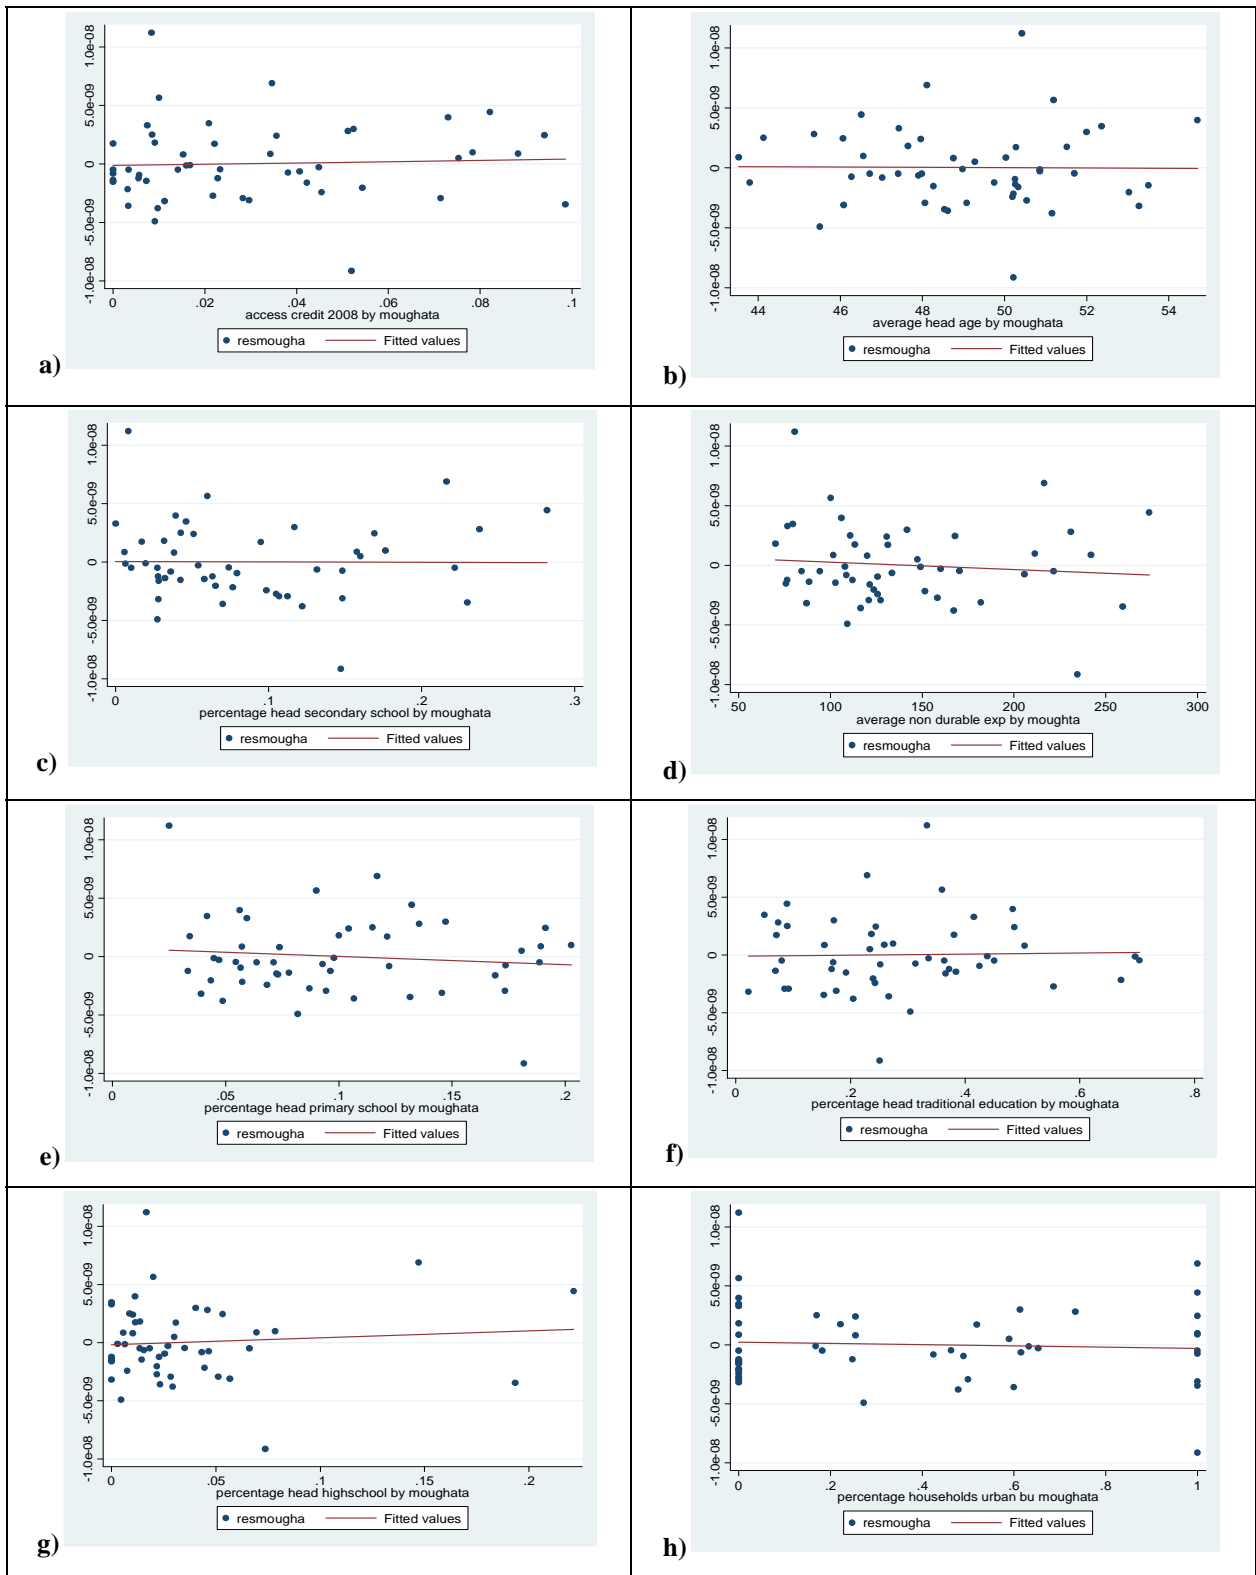 1.0e-08
5.0e-09
0
-5.0e-09
-1.0e-08
0 .02 .04 .06 .08 .1
access credit 2008 by moughata
resmougha Fitted values
a)
1.0e-08
5.0e-09
0
-5.0e-09
-1.0e-08
44 46 48 50 52 54
average head age by moughata
resmougha Fitted values
b)
1.0e-08
5.0e-09
0
-5.0e-09
-1.0e-08
0 .1 .2 .3
percentage head secondary school by moughata
resmougha Fitted values
c)
1.0e-08
5.0e-09
0
-5.0e-09
-1.0e-08
50 100 150 200 250 300
average non durable exp by moughta
resmougha Fitted values
d)
1.0e-08
5.0e-09
0
-5.0e-09
-1.0e-08
0 .05 .1 .15 .2
percentage head primary school by moughata
resmougha Fitted values
e)
1.0e-08
5.0e-09
0
-5.0e-09
-1.0e-08
0 .2 .4 .6 .8
percentage head traditional education by moughata
resmougha Fitted values
f)
1.0e-08
5.0e-09
0
-5.0e-09
-1.0e-08
0 .05 .1 .15 .2
percentage head highschool by moughata
resmougha Fitted values
g)
1.0e-08
5.0e-09
0
-5.0e-09
-1.0e-08
0 .2 .4 .6 .8 1
percentage households urban bu moughata
resmougha Fitted values
h)